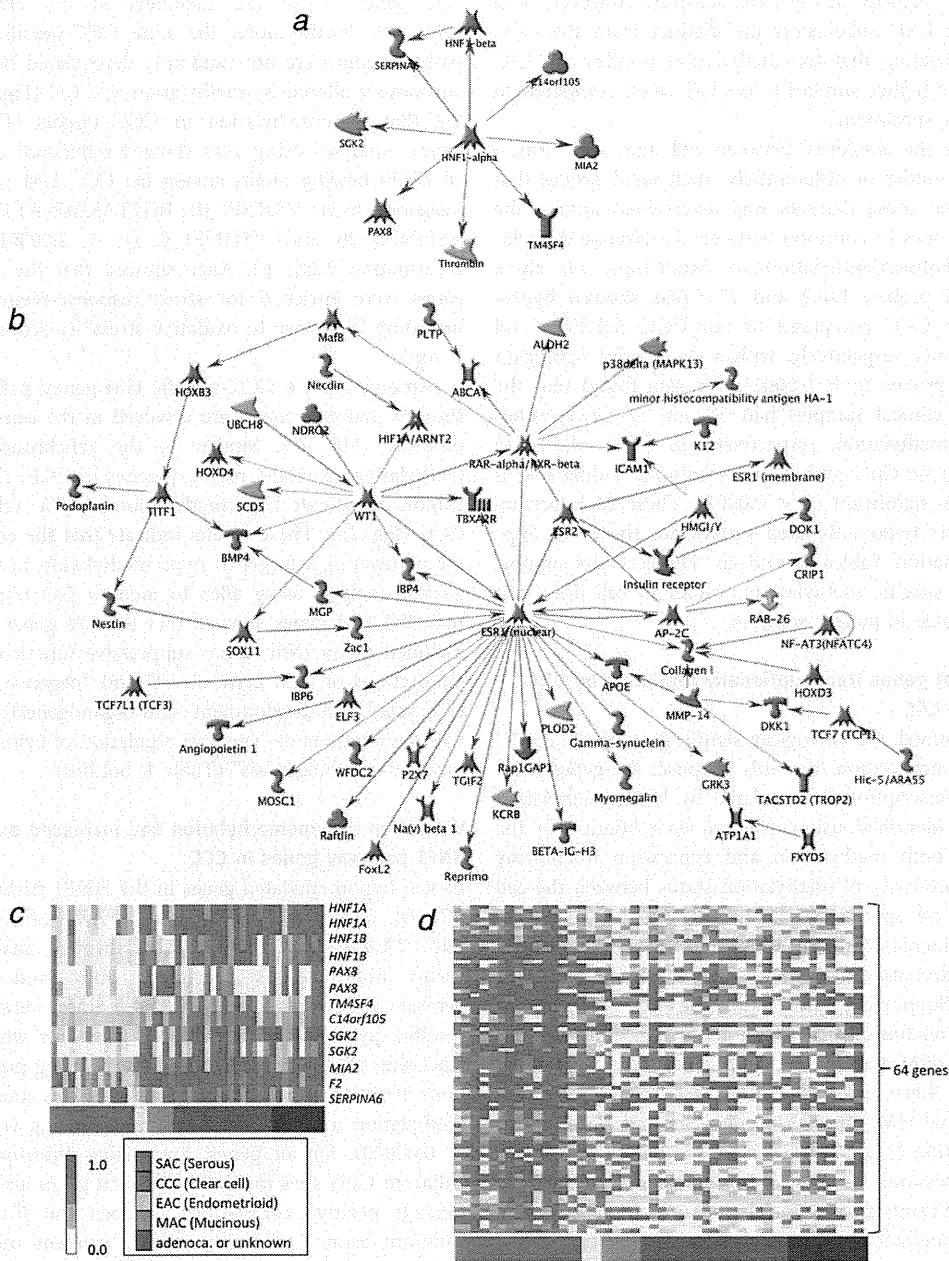 a
HNF1-beta
SERPINA6
C14orf105
SGK2
HNF1-alpha
MIA2
PAX8
TM4SF4
Thrombin
b
MafB
PLTP
ALDH2
p38delta (MAPK13)
HOXB3
Necdin
ABCA1
minor histocompatibility antigen HA-1
UBCH8
NDRG2
HIF1A/ARNT2
K12
HOXD4
RAR-alpha/RXR-beta
ICAM1
ESR1 (membrane)
Podoplanin
TITF1
SCD5
WT1
TBXA2R
ESR2
HMGI/Y
DOK1
BMP4
IBP4
Insulin receptor
CRIP1
Nestin
MGP
ESR1 (nuclear)
AP-2C
RAB-26
SOX11
Zac1
NF-AT3(NFATC4)
Collagen I
TCF7L1 (TCF3)
IBP6
ELF3
APOE
HOXD3
MMP-14
DKK1
TCF7 (TCF1)
Angiopoietin 1
PLOD2
Gamma-synuclein
WFDC2
P2X7
TGIF2
Rap1GAP1
Hic-5/ARA55
MOSC1
KCRB
Myomegalin
GRK3
TACSTD2 (TROP2)
Raftlin
Na(v) beta 1
ATP1A1
FoxL2
Reprimo
BETA-IG-H3
FXYD5
c
HNF1A
HNF1A
HNF1B
HNF1B
PAX8
PAX8
TM4SF4
C14orf105
SGK2
SGK2
MIA2
F2
SERPINA6
1.0
0.0
SAC (Serous)
CCC (Clear cell)
EAC (Endometrioid)
MAC (Mucinous)
adenoca. or unknown
d
64 genes